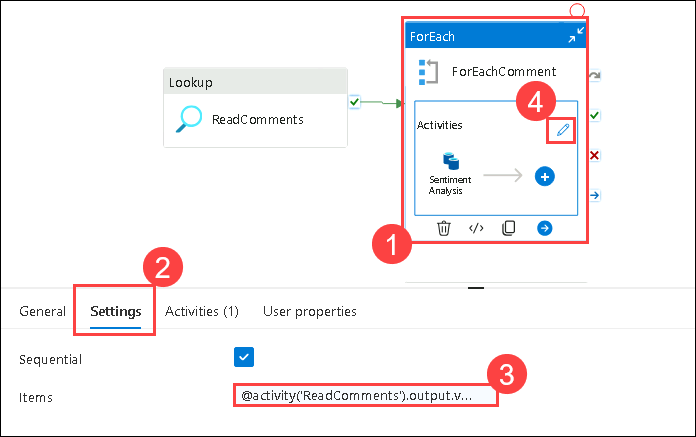 ForEach
Lookup
ForEachComment
ReadComments
4
Activities
Sentiment
Analysis
1
2
General
Settings
Activities (1)
User properties
Sequential
3
Items
@activity('ReadComments').output.v...